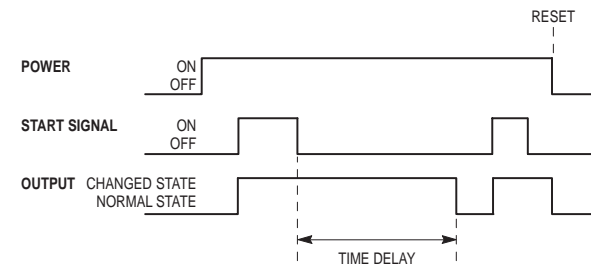 RESET
POWER ON
OFF
START SIGNAL ON
OFF
OUTPUT CHANGED STATE
NORMAL STATE
TIME DELAY